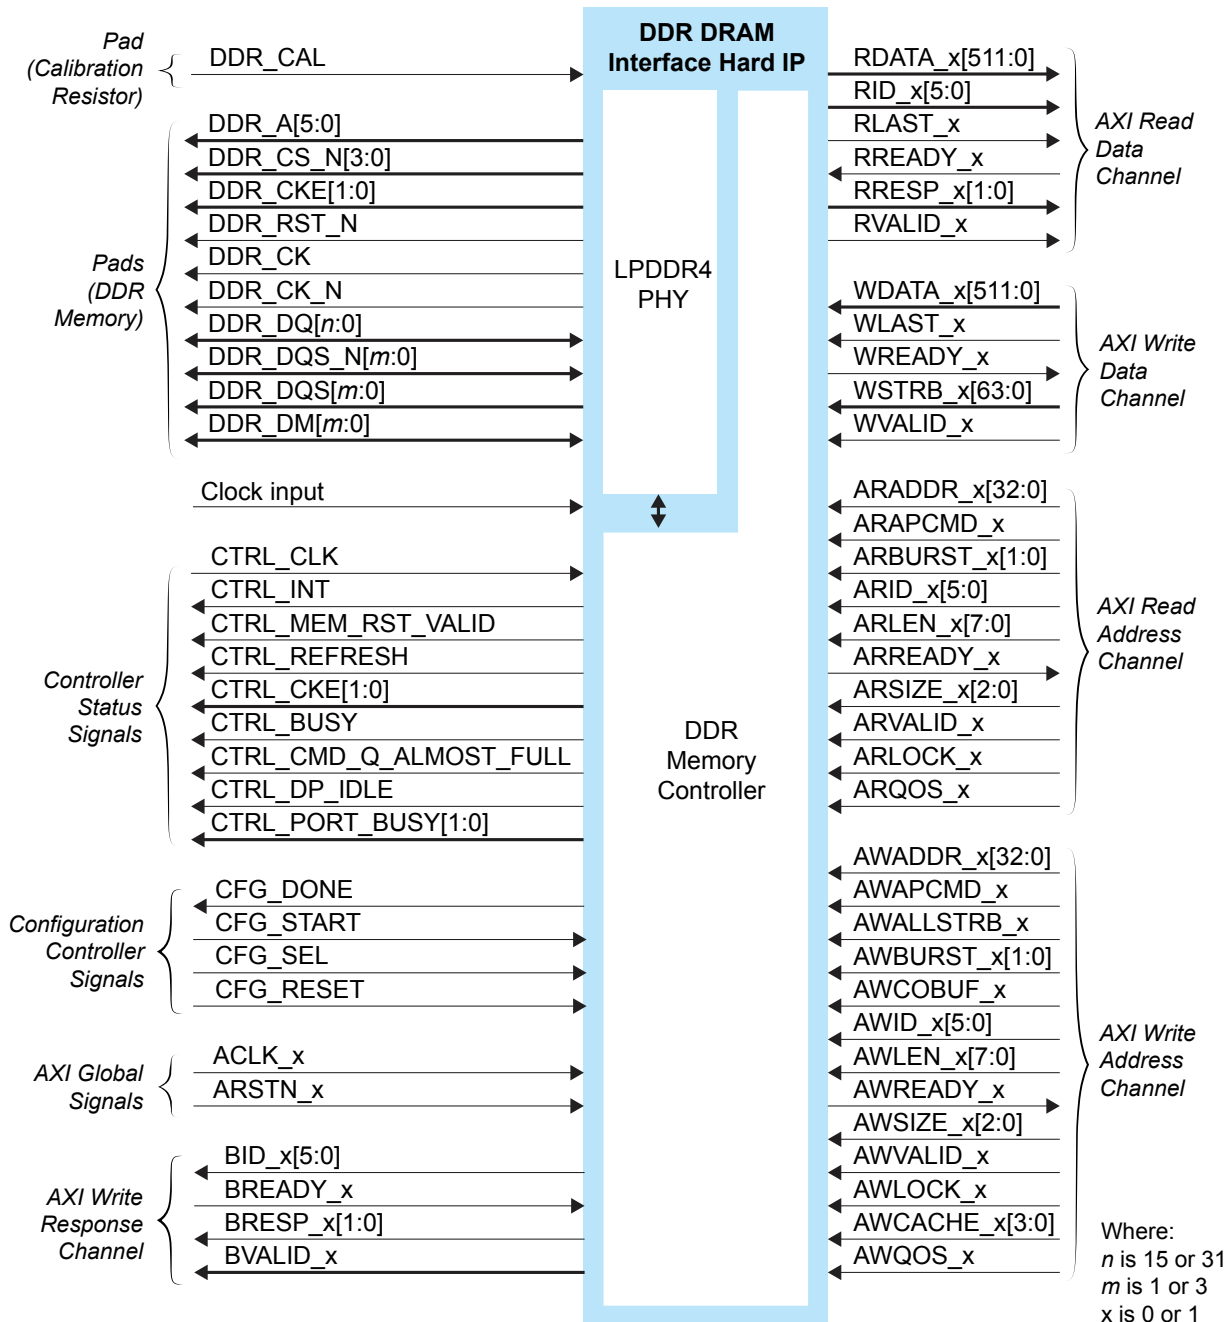 DDR DRAM
Interface Hard IP
Pad
(Calibration
Resistor)
DDR_CAL
Pads
(DDR
Memory)
DDR_A[5:0]
DDR_CS_N[3:0]
DDR_CKE[1:0]
DDR_RST_N
DDR_CK
DDR_CK_N
DDR_DQ[n:0]
DDR_DQS_N[m:0]
DDR_DQS[m:0]
DDR_DM[m:0]
Clock input
Controller
Status
Signals
CTRL_CLK
CTRL_INT
CTRL_MEM_RST_VALID
CTRL_REFRESH
CTRL_CKE[1:0]
CTRL_BUSY
CTRL_CMD_Q_ALMOST_FULL
CTRL_DP_IDLE
CTRL_PORT_BUSY[1:0]
Configuration
Controller
Signals
CFG_DONE
CFG_START
CFG_SEL
CFG_RESET
AXI Global
Signals
ACLK_x
ARSTN_x
AXI Write
Response
Channel
BID_x[5:0]
BREADY_x
BRESP_x[1:0]
BVALID_x
LPDDR4
PHY
DDR
Memory
Controller
RDATA_x[511:0]
RID_x[5:0]
RLAST_x
RREADY_x
RRESP_x[1:0]
RVALID_x
AXI Read
Data
Channel
WDATA_x[511:0]
WLAST_x
WREADY_x
WSTRB_x[63:0]
WVALID_x
AXI Write
Data
Channel
ARADDR_x[32:0]
ARAPCMD_x
ARBURST_x[1:0]
ARID_x[5:0]
ARLEN_x[7:0]
ARREADY_x
ARSIZE_x[2:0]
ARVALID_x
ARLOCK_x
ARQOS_x
AXI Read
Address
Channel
AWADDR_x[32:0]
AWAPCMD_x
AWALLSTRB_x
AWBURST_x[1:0]
AWCOBUF_x
AWID_x[5:0]
AWLEN_x[7:0]
AWREADY_x
AWSIZE_x[2:0]
AWVALID_x
AWLOCK_x
AWCACHE_x[3:0]
AWQOS_x
AXI Write
Address
Channel
Where:
n is 15 or 31
m is 1 or 3
x is 0 or 1